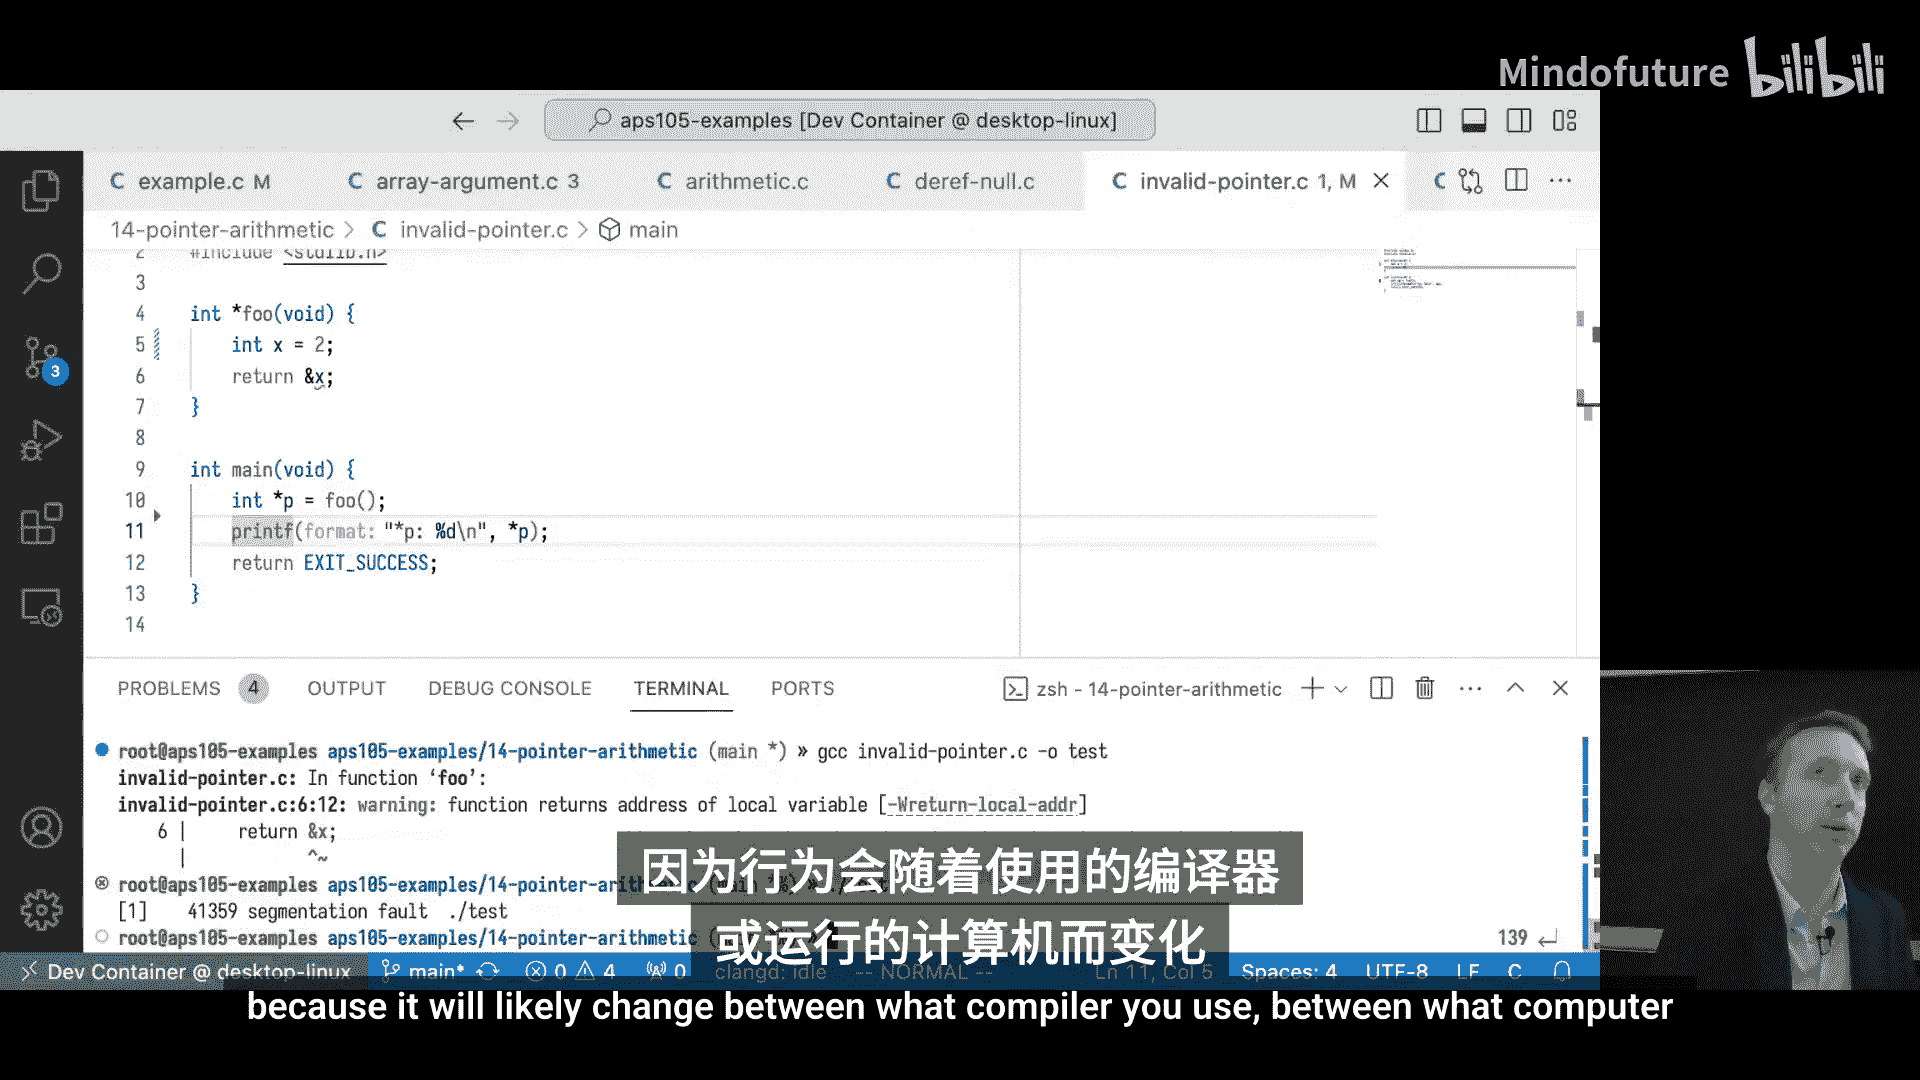 Mindofuture bilibili
aps105-examples [Dev Container @ desktop-linux]
C example.c M C array-argument.c 3 C arithmetic.c C deref-null.c C invalid-pointer.c 1, M C
14-pointer-arithmetic > C invalid-pointer.c > main
2 #include <stdlib.h>
3
4 int *foo(void) {
5 int x = 2;
6 return &x;
7 }
8
9 int main(void) {
10 int *p = foo();
11 printf(format: "*p: %d\n", *p);
12 return EXIT_SUCCESS;
13 }
14
3
PROBLEMS 4 OUTPUT DEBUG CONSOLE TERMINAL PORTS zsh - 14-pointer-arithmetic
root@aps105-examples aps105-examples/14-pointer-arithmetic (main *) » gcc invalid-pointer.c -o test
invalid-pointer.c: In function ‘foo’:
invalid-pointer.c:6:12: warning: function returns address of local variable [-Wreturn-local-addr]
6 | return &x;
| ^~
root@aps105-examples aps105-examples/14-pointer-arithmetic
[1] 41359 segmentation fault ./test
root@aps105-examples aps105-examples/14-pointer-arithmetic
139 ↵
因为行为会随着使用的编译器
或运行的计算机而变化
Dev Container @ desktop-linux main* 0 4 0 clangd: idle -- NORMAL -- Ln 11, Col 5 Spaces: 4 UTF-8 LF C
because it will likely change between what compiler you use, between what computer